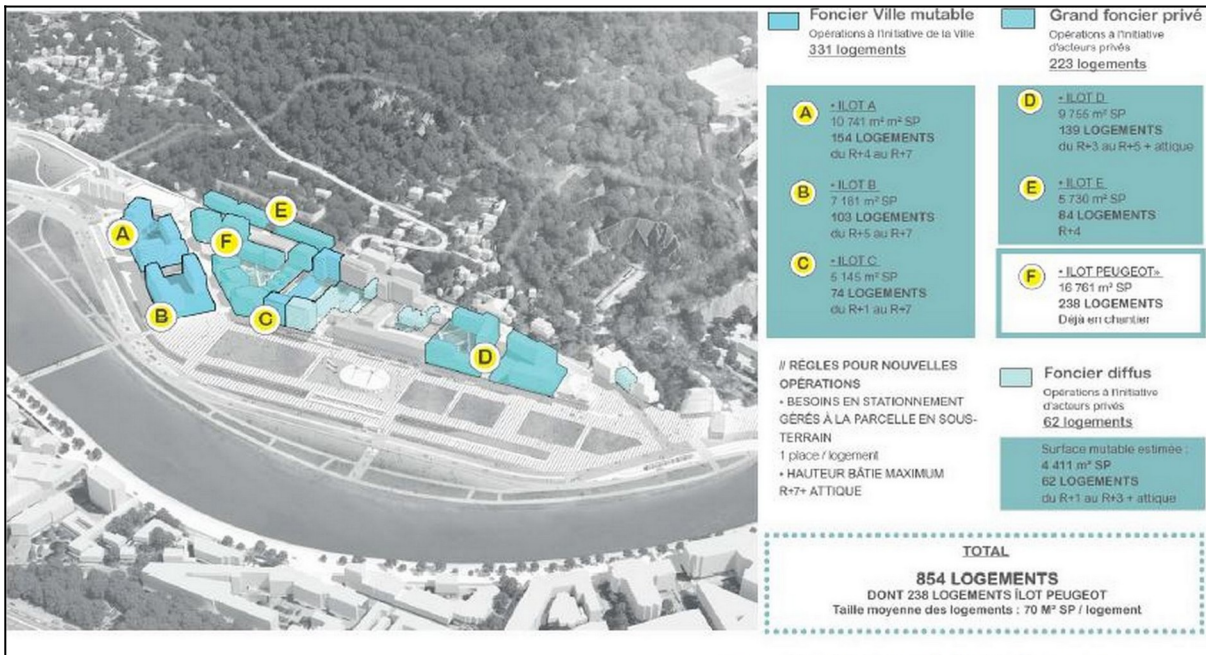 Foncier Ville mutable
Opérations à l'initiative de la Ville
331 logements
A
• ILOT A
10 741 m² m² SP
154 LOGEMENTS
du R+4 au R+7
B
• ILOT B
7 181 m² SP
103 LOGEMENTS
du R+5 au R+7
C
• ILOT C
5 145 m² SP
74 LOGEMENTS
du R+1 au R+7
Grand foncier privé
Opérations à l'initiative
d'acteurs privés
223 logements
D
• ILOT D
9 755 m² SP
139 LOGEMENTS
du R+3 au R+5 + attique
E
• ILOT E
5 730 m² SP
84 LOGEMENTS
R+4
F
• ILOT PEUGEOT»
16 761 m² SP
238 LOGEMENTS
Déjà en chantier
// RÈGLES POUR NOUVELLES
OPÉRATIONS
• BESOINS EN STATIONNEMENT
GÉRÉS À LA PARCELLE EN SOUS-
TERRAIN
1 place / logement
• HAUTEUR BÂTIE MAXIMUM
R+7+ ATTIQUE
Foncier diffus
Opérations à l'initiative
d'acteurs privés
62 logements
Surface mutable estimée :
4 411 m² SP
62 LOGEMENTS
du R+1 au R+3 + attique
TOTAL
854 LOGEMENTS
DONT 238 LOGEMENTS ÎLOT PEUGEOT
Taille moyenne des logements : 70 M² SP / logement
A
B
C
D
E
F